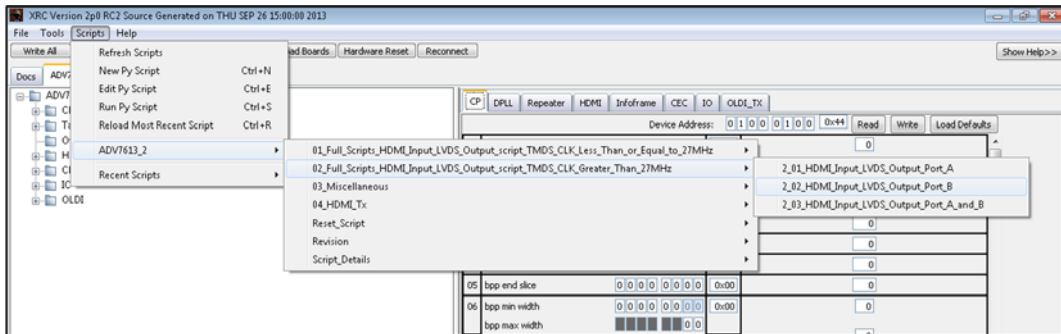 XRC Version 2p0 RC2 Source Generated on THU SEP 26 15:00:00 2013
File Tools Scripts Help
Write All
ad Boards Hardware Reset Reconnect
Show Help>>
Refresh Scripts
New Py Script Ctrl+N
Edit Py Script Ctrl+E
Run Py Script Ctrl+S
Reload Most Recent Script Ctrl+R
ADV7613_2
Recent Scripts
Docs ADV7
ADV7
OLDI
01_Full_Scripts_HDMI_Input_LVDS_Output_script_TMDS_CLK_Less_Than_or_Equal_to_27MHz
02_Full_Scripts_HDMI_Input_LVDS_Output_script_TMDS_CLK_Greater_Than_27MHz
03_Miscellaneous
04_HDMI_Tx
Reset_Script
Revision
Script_Details
2_01_HDMI_Input_LVDS_Output_Port_A
2_02_HDMI_Input_LVDS_Output_Port_B
2_03_HDMI_Input_LVDS_Output_Port_A_and_B
CP DPLL Repeater HDMI Infoframe CEC IO OLDI_TX
Device Address: 0 1 0 0 0 1 0 0 0x44 Read Write Load Defaults
0
0
0
0
05 bpp end slice 0 0 0 0 0 0 0 0 0x00 0
06 bpp min width 0 0 0 0 0 0 0 0 0x00 0
bpp max width 0 0